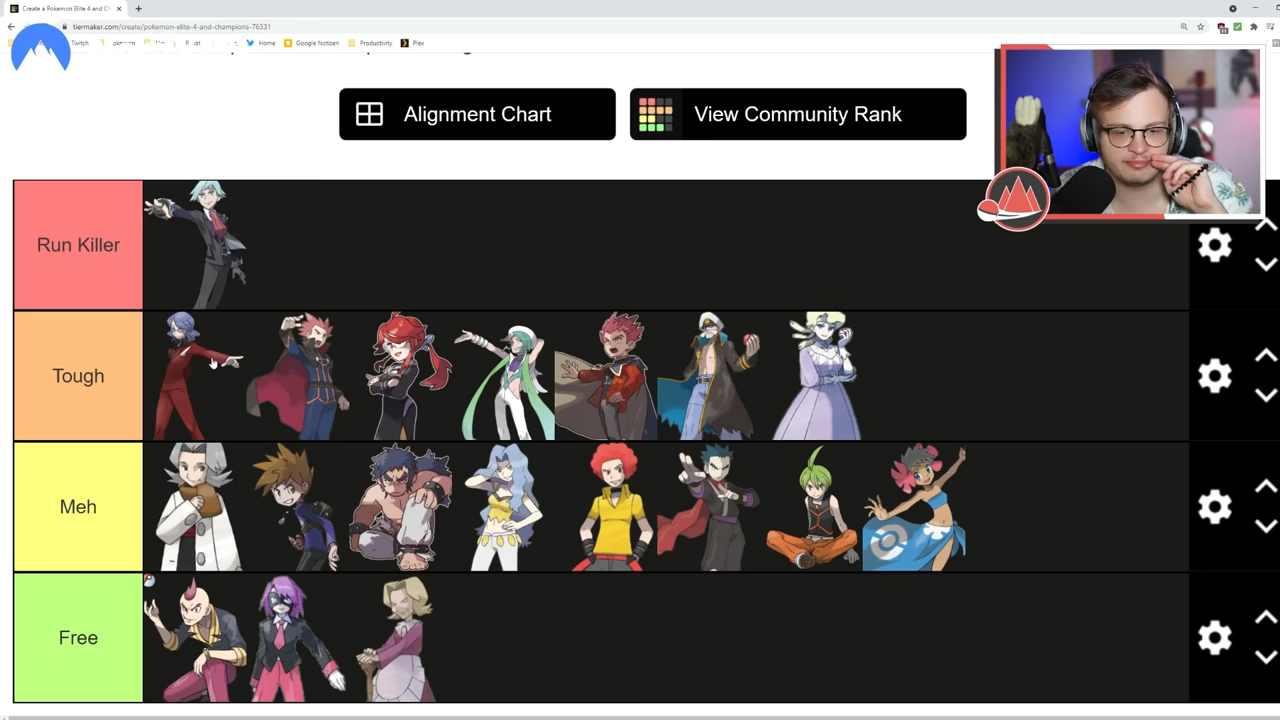 Create a Pokemon Elite 4 and Ch
tiermaker.com/create/pokemon-elite-4-and-champions-76331
Twitch
Home
Google Notizen
Productivity
Plex
Alignment Chart
View Community Rank
Run Killer
Tough
Meh
Free